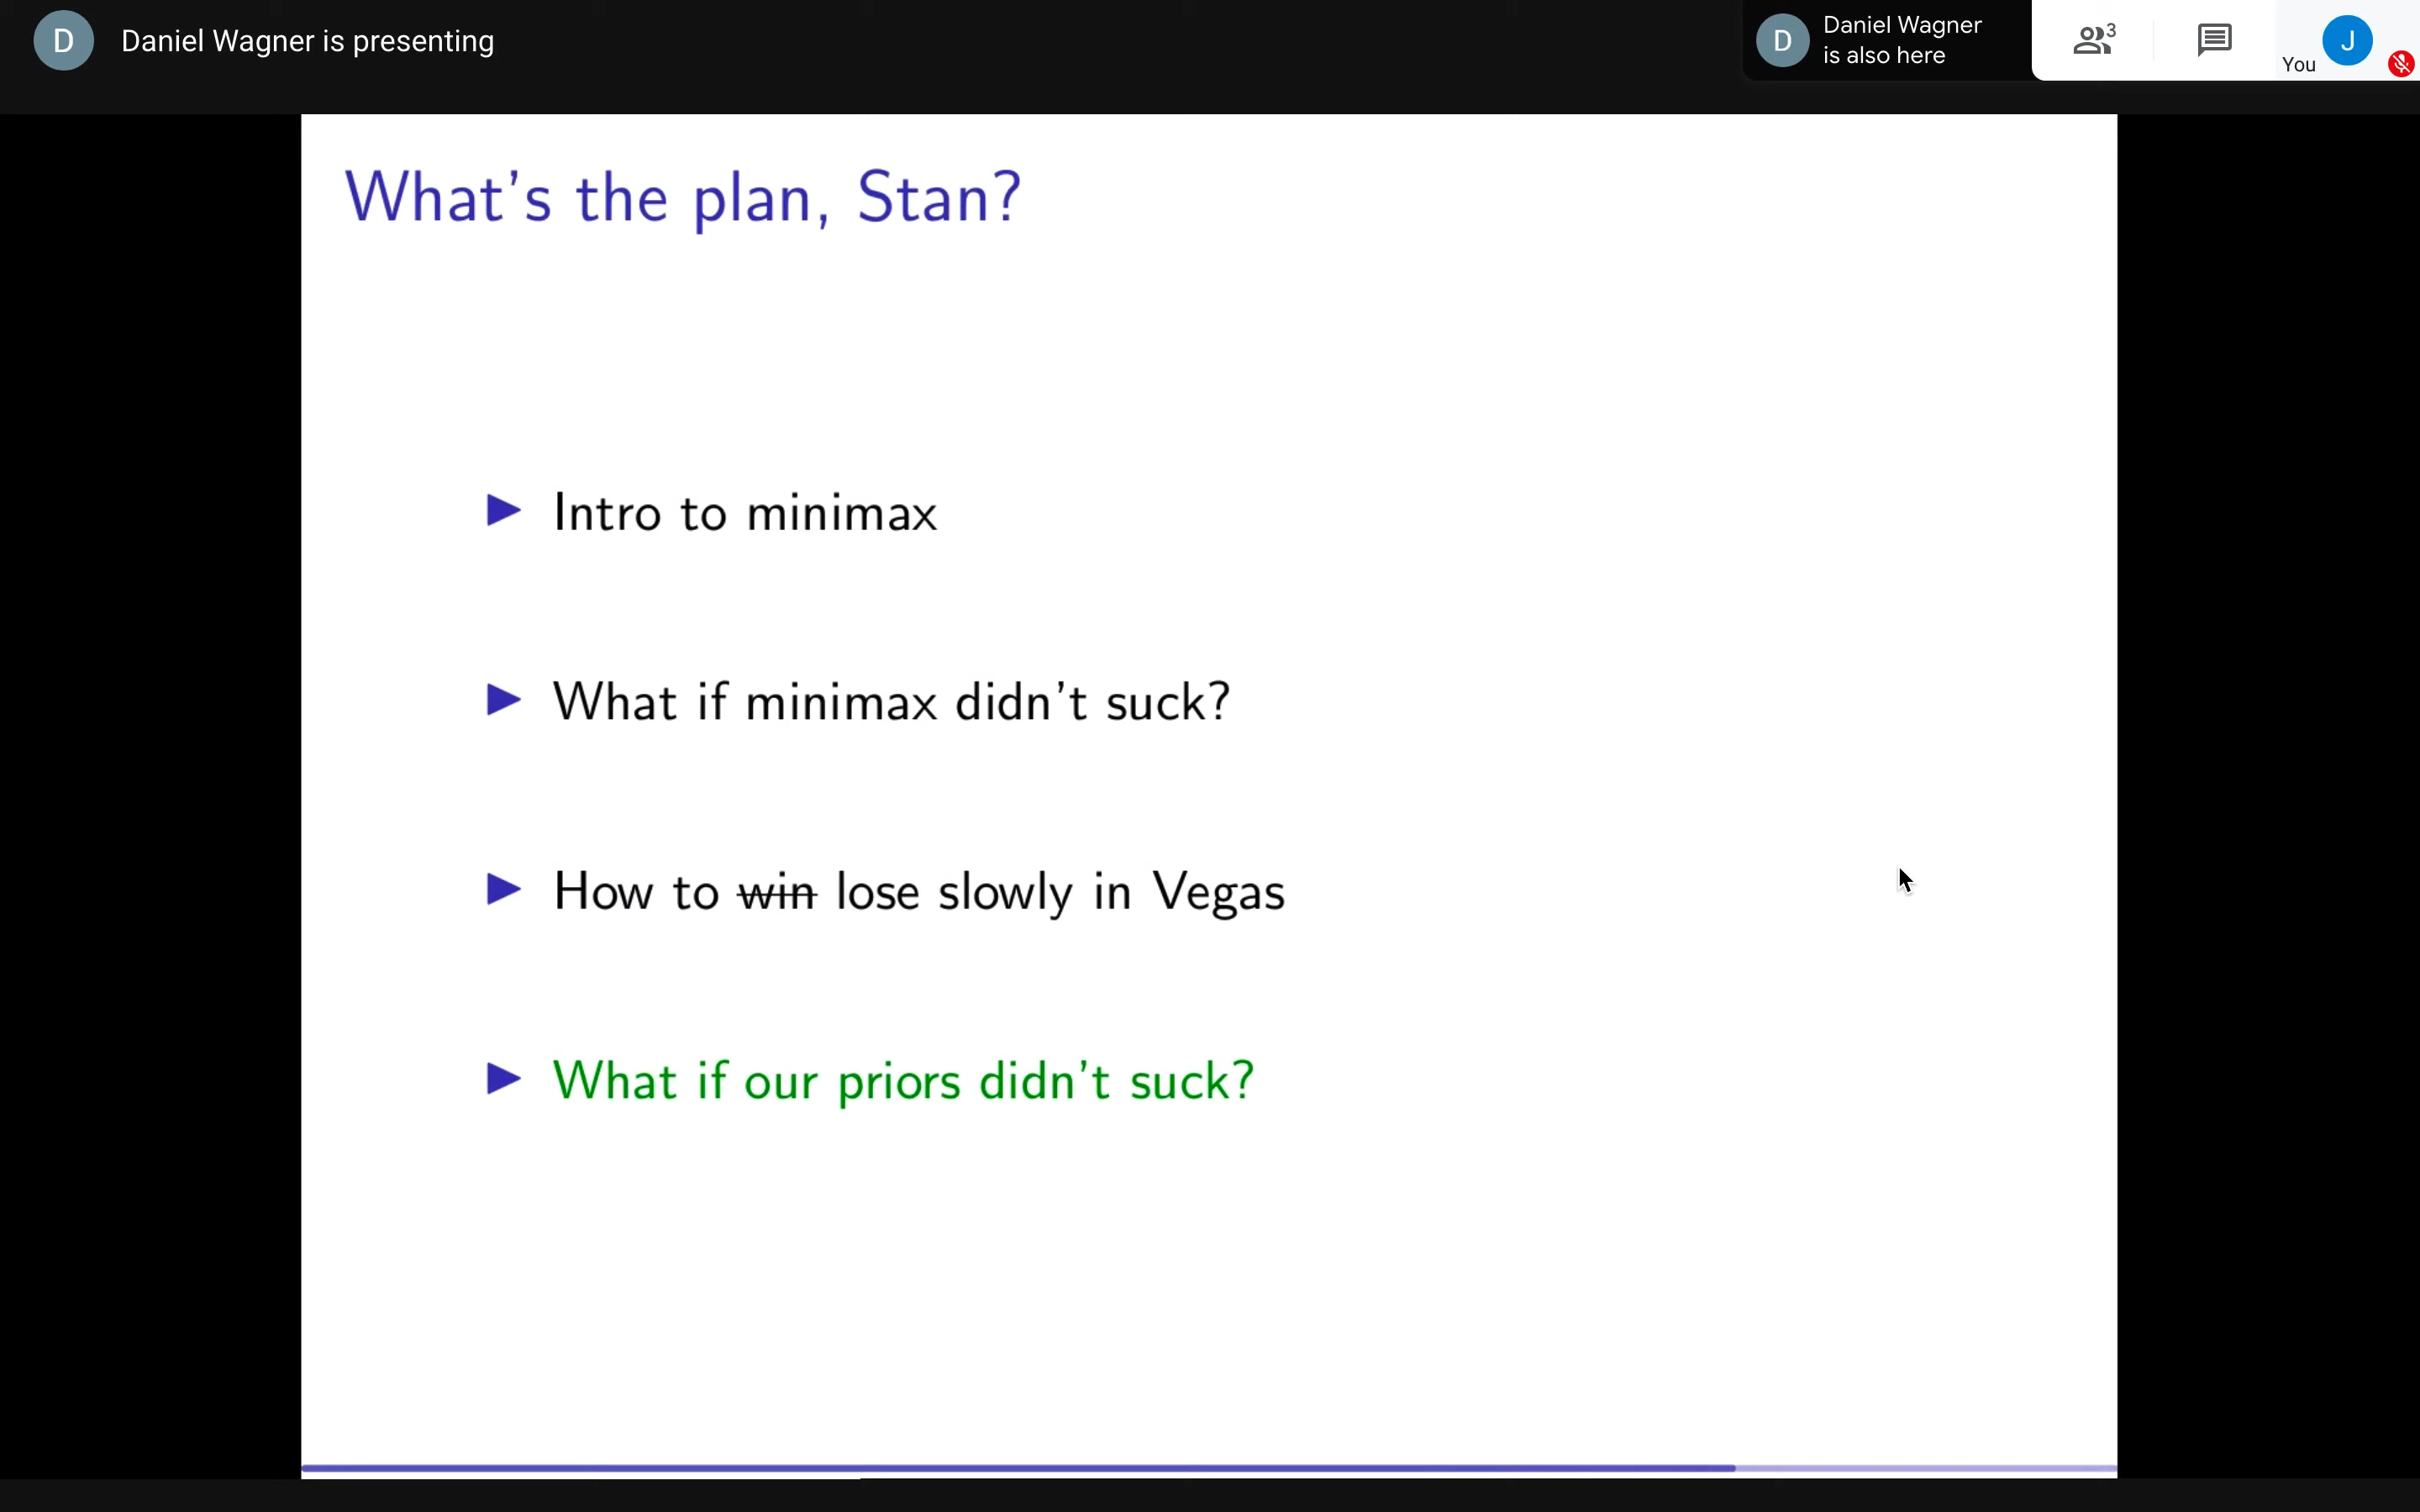 D Daniel Wagner is presenting
D Daniel Wagner
is also here
3
You J
What's the plan, Stan?
Intro to minimax
What if minimax didn't suck?
How to win lose slowly in Vegas
What if our priors didn't suck?